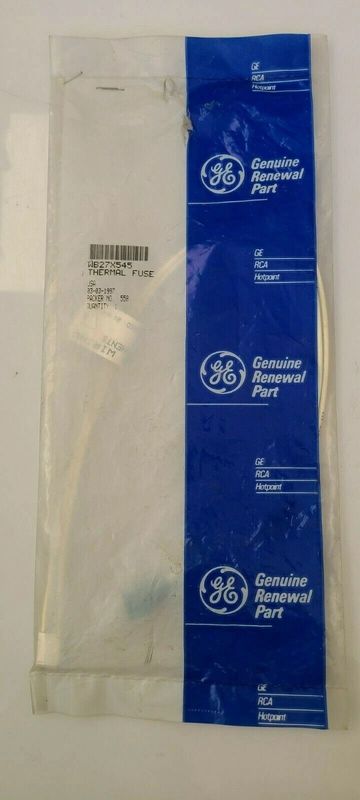 GE
RCA
Hotpoint
GE
Genuine
Renewal
Part
WB27X545
THERMAL FUSE
USA
03-03-1997
PACKER NO. 558
QUANTITY
GE
RCA
Hotpoint
GE
Genuine
Renewal
Part
GE
RCA
Hotpoint
GE
Genuine
Renewal
Part
GE
RCA
Hotpoint